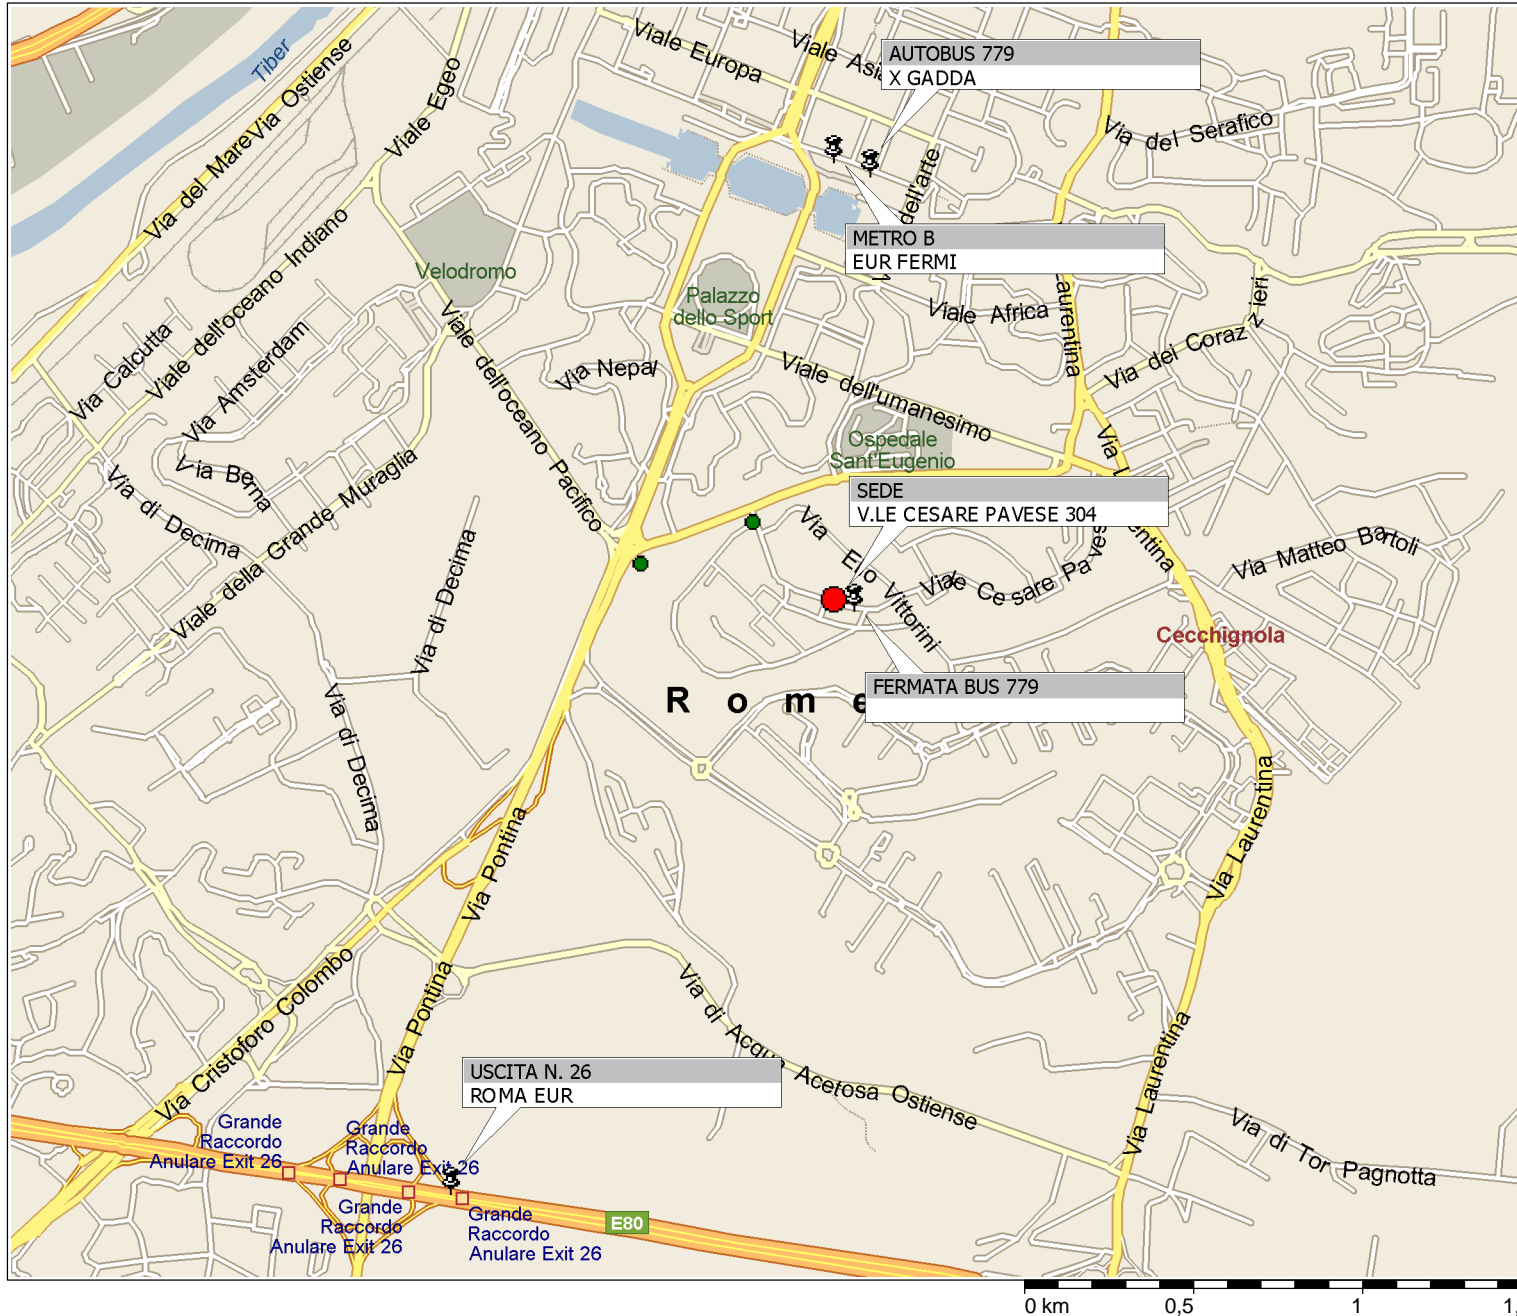 Viale Europa
Viale Asia
AUTOBUS 779
X GADDA
Tiber
Via Ostiense
Via del Mare
Viale Egeo
Via del Serafico
dell'arte
METRO B
EUR FERMI
Velodromo
Palazzo
dello Sport
Viale Africa
Laurentina
Via dei Corazzieri
Viale dell'oceano Indiano
Via Calcutta
Via Amsterdam
Via Nepal
Viale dell'oceano Pacifico
Viale dell'umanesimo
Ospedale
Sant'Eugenio
Via Berna
Via di Decima
Viale della Grande Muraglia
Via di Decima
SEDE
V.LE CESARE PAVESE 304
Via Elio Vittorini
Viale Cesare Pavese
Via Laurentina
Via Matteo Bartoli
Cecchignola
FERMATA BUS 779
Rome
Via di Decima
Via Pontina
Via Laurentina
Via Cristoforo Colombo
Via Pontina
Via di Acqua Acetosa Ostiense
Via Laurentina
Via di Tor Pagnotta
USCITA N. 26
ROMA EUR
Grande
Raccordo
Anulare Exit 26
Grande
Raccordo
Anulare Exit 26
Grande
Raccordo
Anulare Exit 26
Grande
Raccordo
Anulare Exit 26
E80
0 km 0,5 1 1,